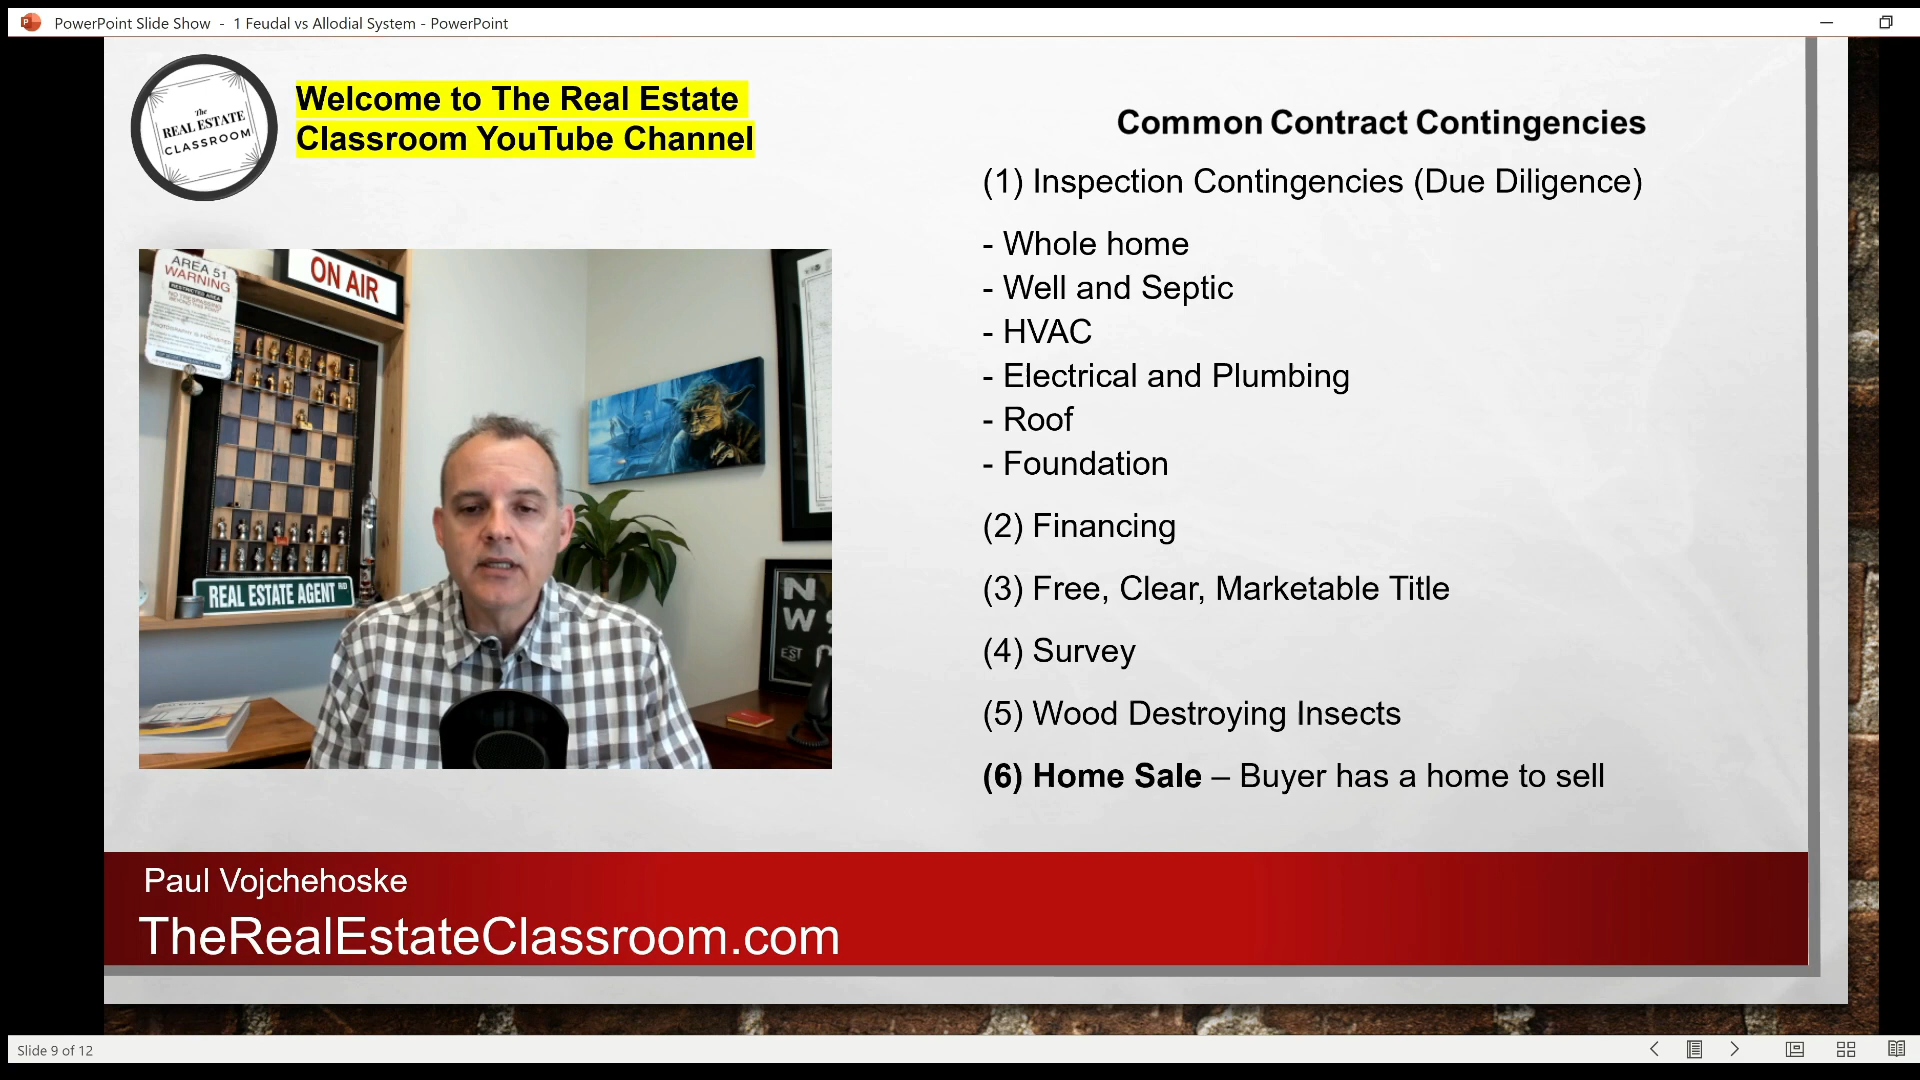 PowerPoint Slide Show - 1 Feudal vs Allodial System - PowerPoint
The
REAL ESTATE
CLASSROOM
Welcome to The Real Estate
Classroom YouTube Channel
AREA 51
WARNING
RESTRICTED AREA
ON AIR
REAL ESTATE AGENT RD
N
W
EST
Common Contract Contingencies
(1) Inspection Contingencies (Due Diligence)
- Whole home
- Well and Septic
- HVAC
- Electrical and Plumbing
- Roof
- Foundation
(2) Financing
(3) Free, Clear, Marketable Title
(4) Survey
(5) Wood Destroying Insects
(6) Home Sale – Buyer has a home to sell
Paul Vojchehoske
TheRealEstateClassroom.com
Slide 9 of 12